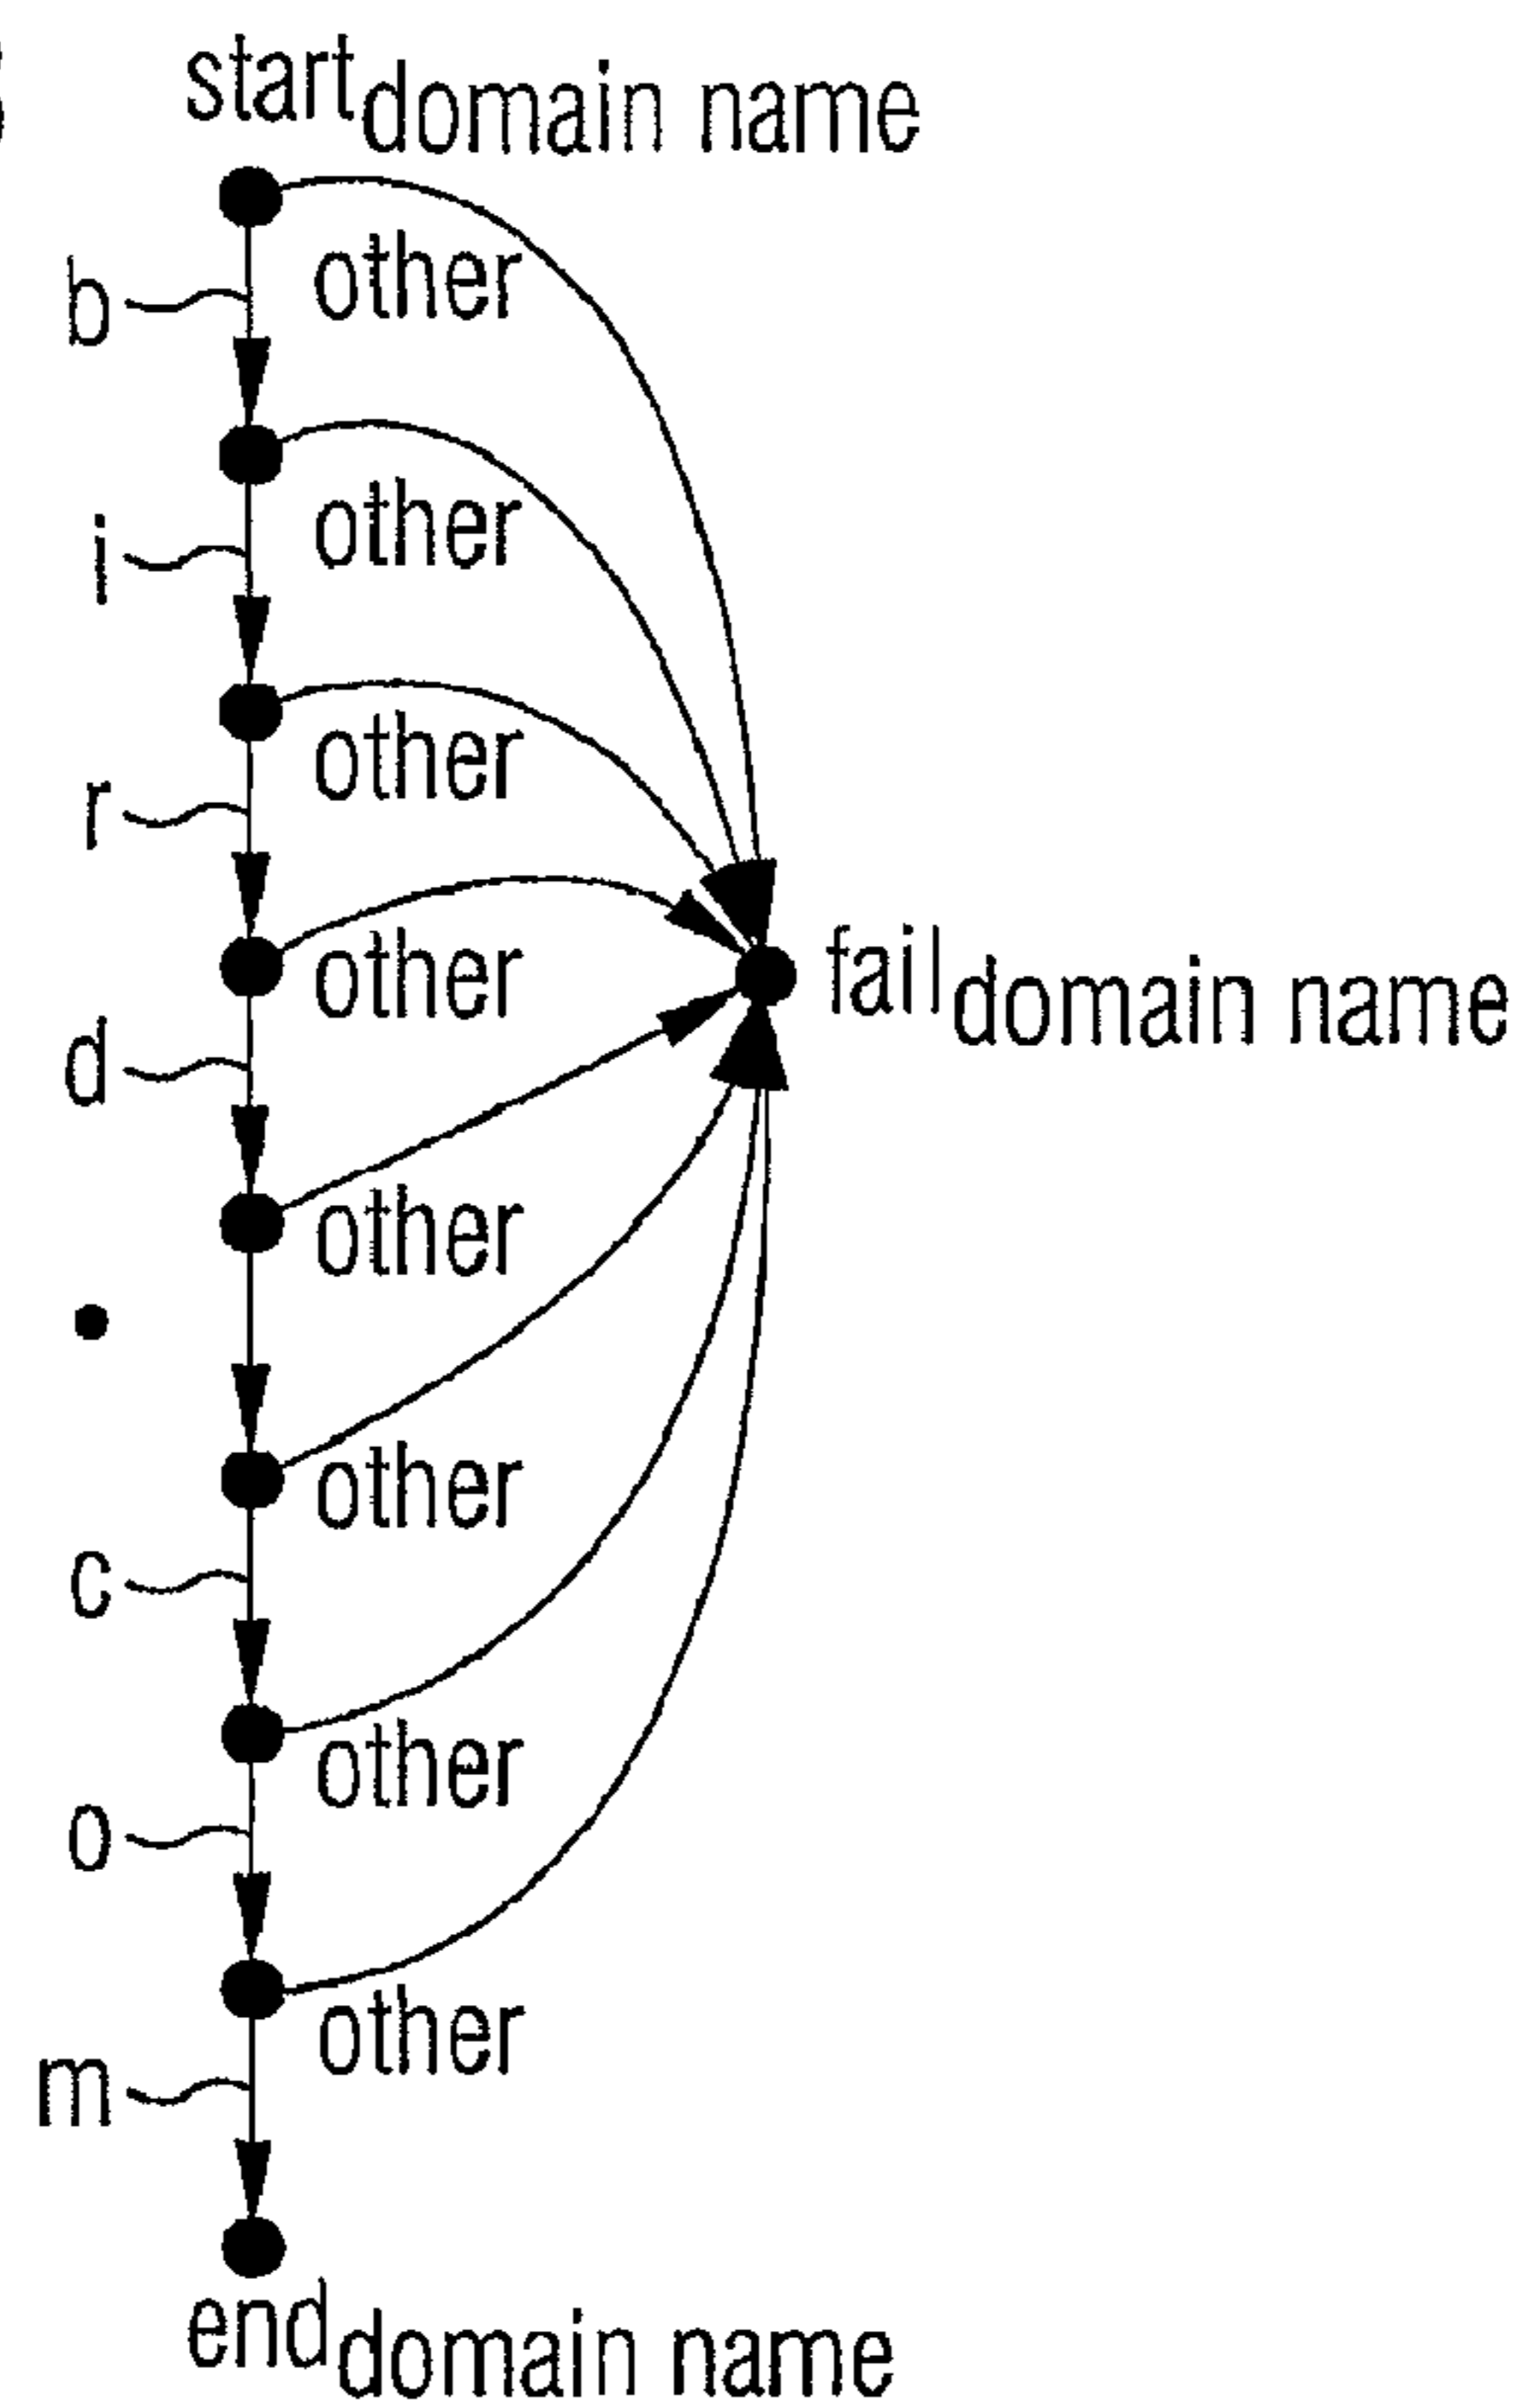 start domain name
other
b
other
i
other
r
other
fail domain name
d
other
.
other
c
other
o
other
m
end domain name